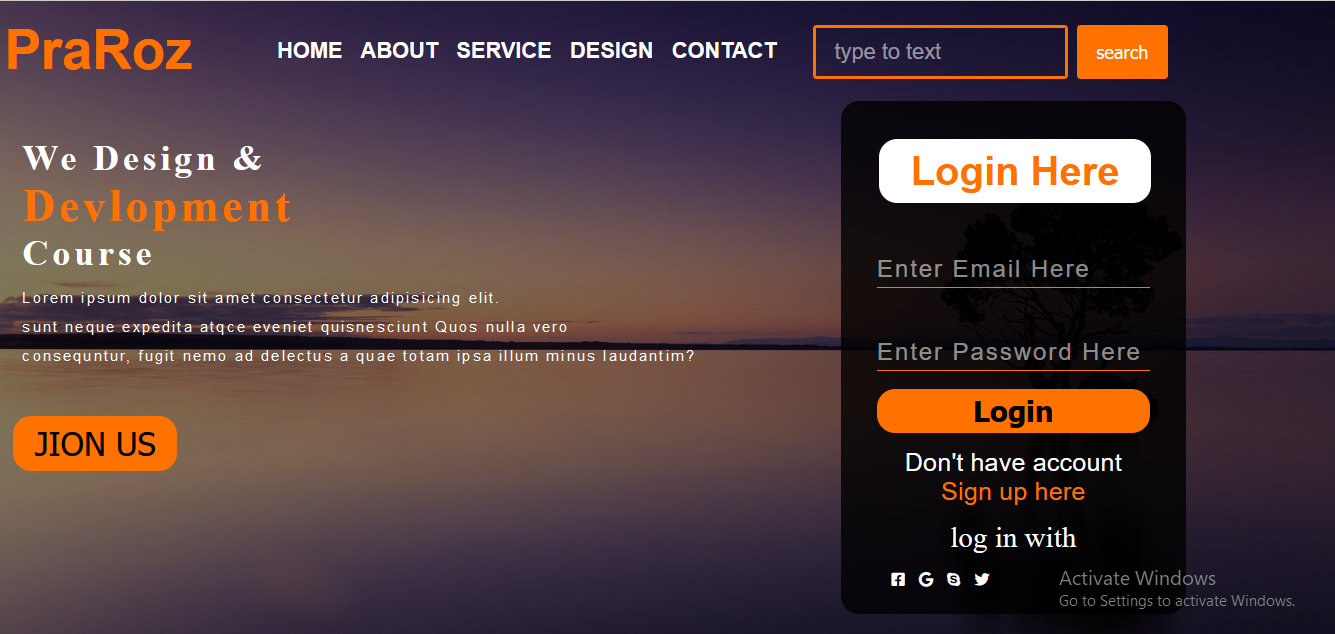 PraRoz
HOME ABOUT SERVICE DESIGN CONTACT
type to text
search
We Design &
Devlopment
Course
Lorem ipsum dolor sit amet consectetur adipisicing elit.
sunt neque expedita atqce eveniet quisnesciunt Quos nulla vero
consequntur, fugit nemo ad delectus a quae totam ipsa illum minus laudantim?
JION US
Login Here
Enter Email Here
Enter Password Here
Login
Don't have account
Sign up here
log in with
Activate Windows
Go to Settings to activate Windows.